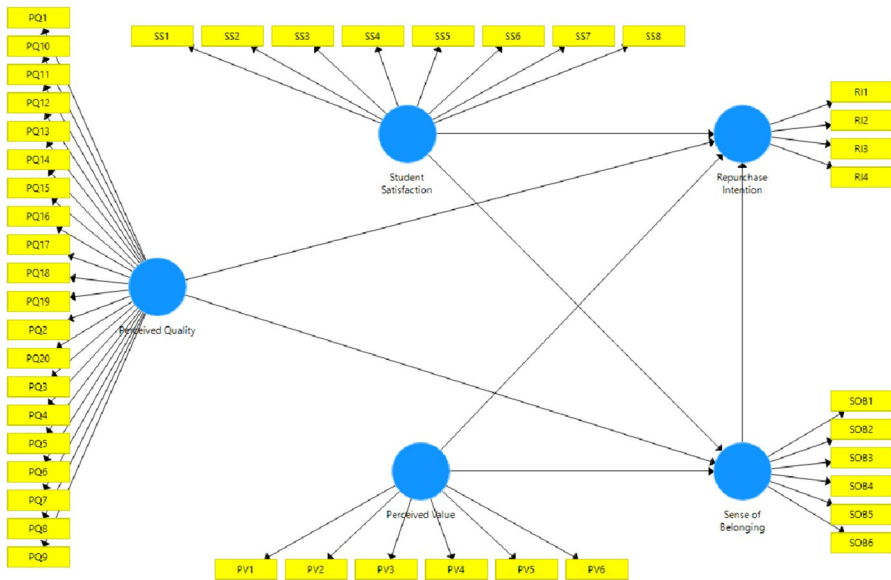 PQ1
PQ10
PQ11
PQ12
PQ13
PQ14
PQ15
PQ16
PQ17
PQ18
PQ19
PQ2
PQ20
PQ3
PQ4
PQ5
PQ6
PQ7
PQ8
PQ9
Perceived Quality
SS1
SS2
SS3
SS4
SS5
SS6
SS7
SS8
Student
Satisfaction
RI1
RI2
RI3
RI4
Repurchase
Intention
Perceived Value
PV1
PV2
PV3
PV4
PV5
PV6
SOB1
SOB2
SOB3
SOB4
SOB5
SOB6
Sense of
Belonging